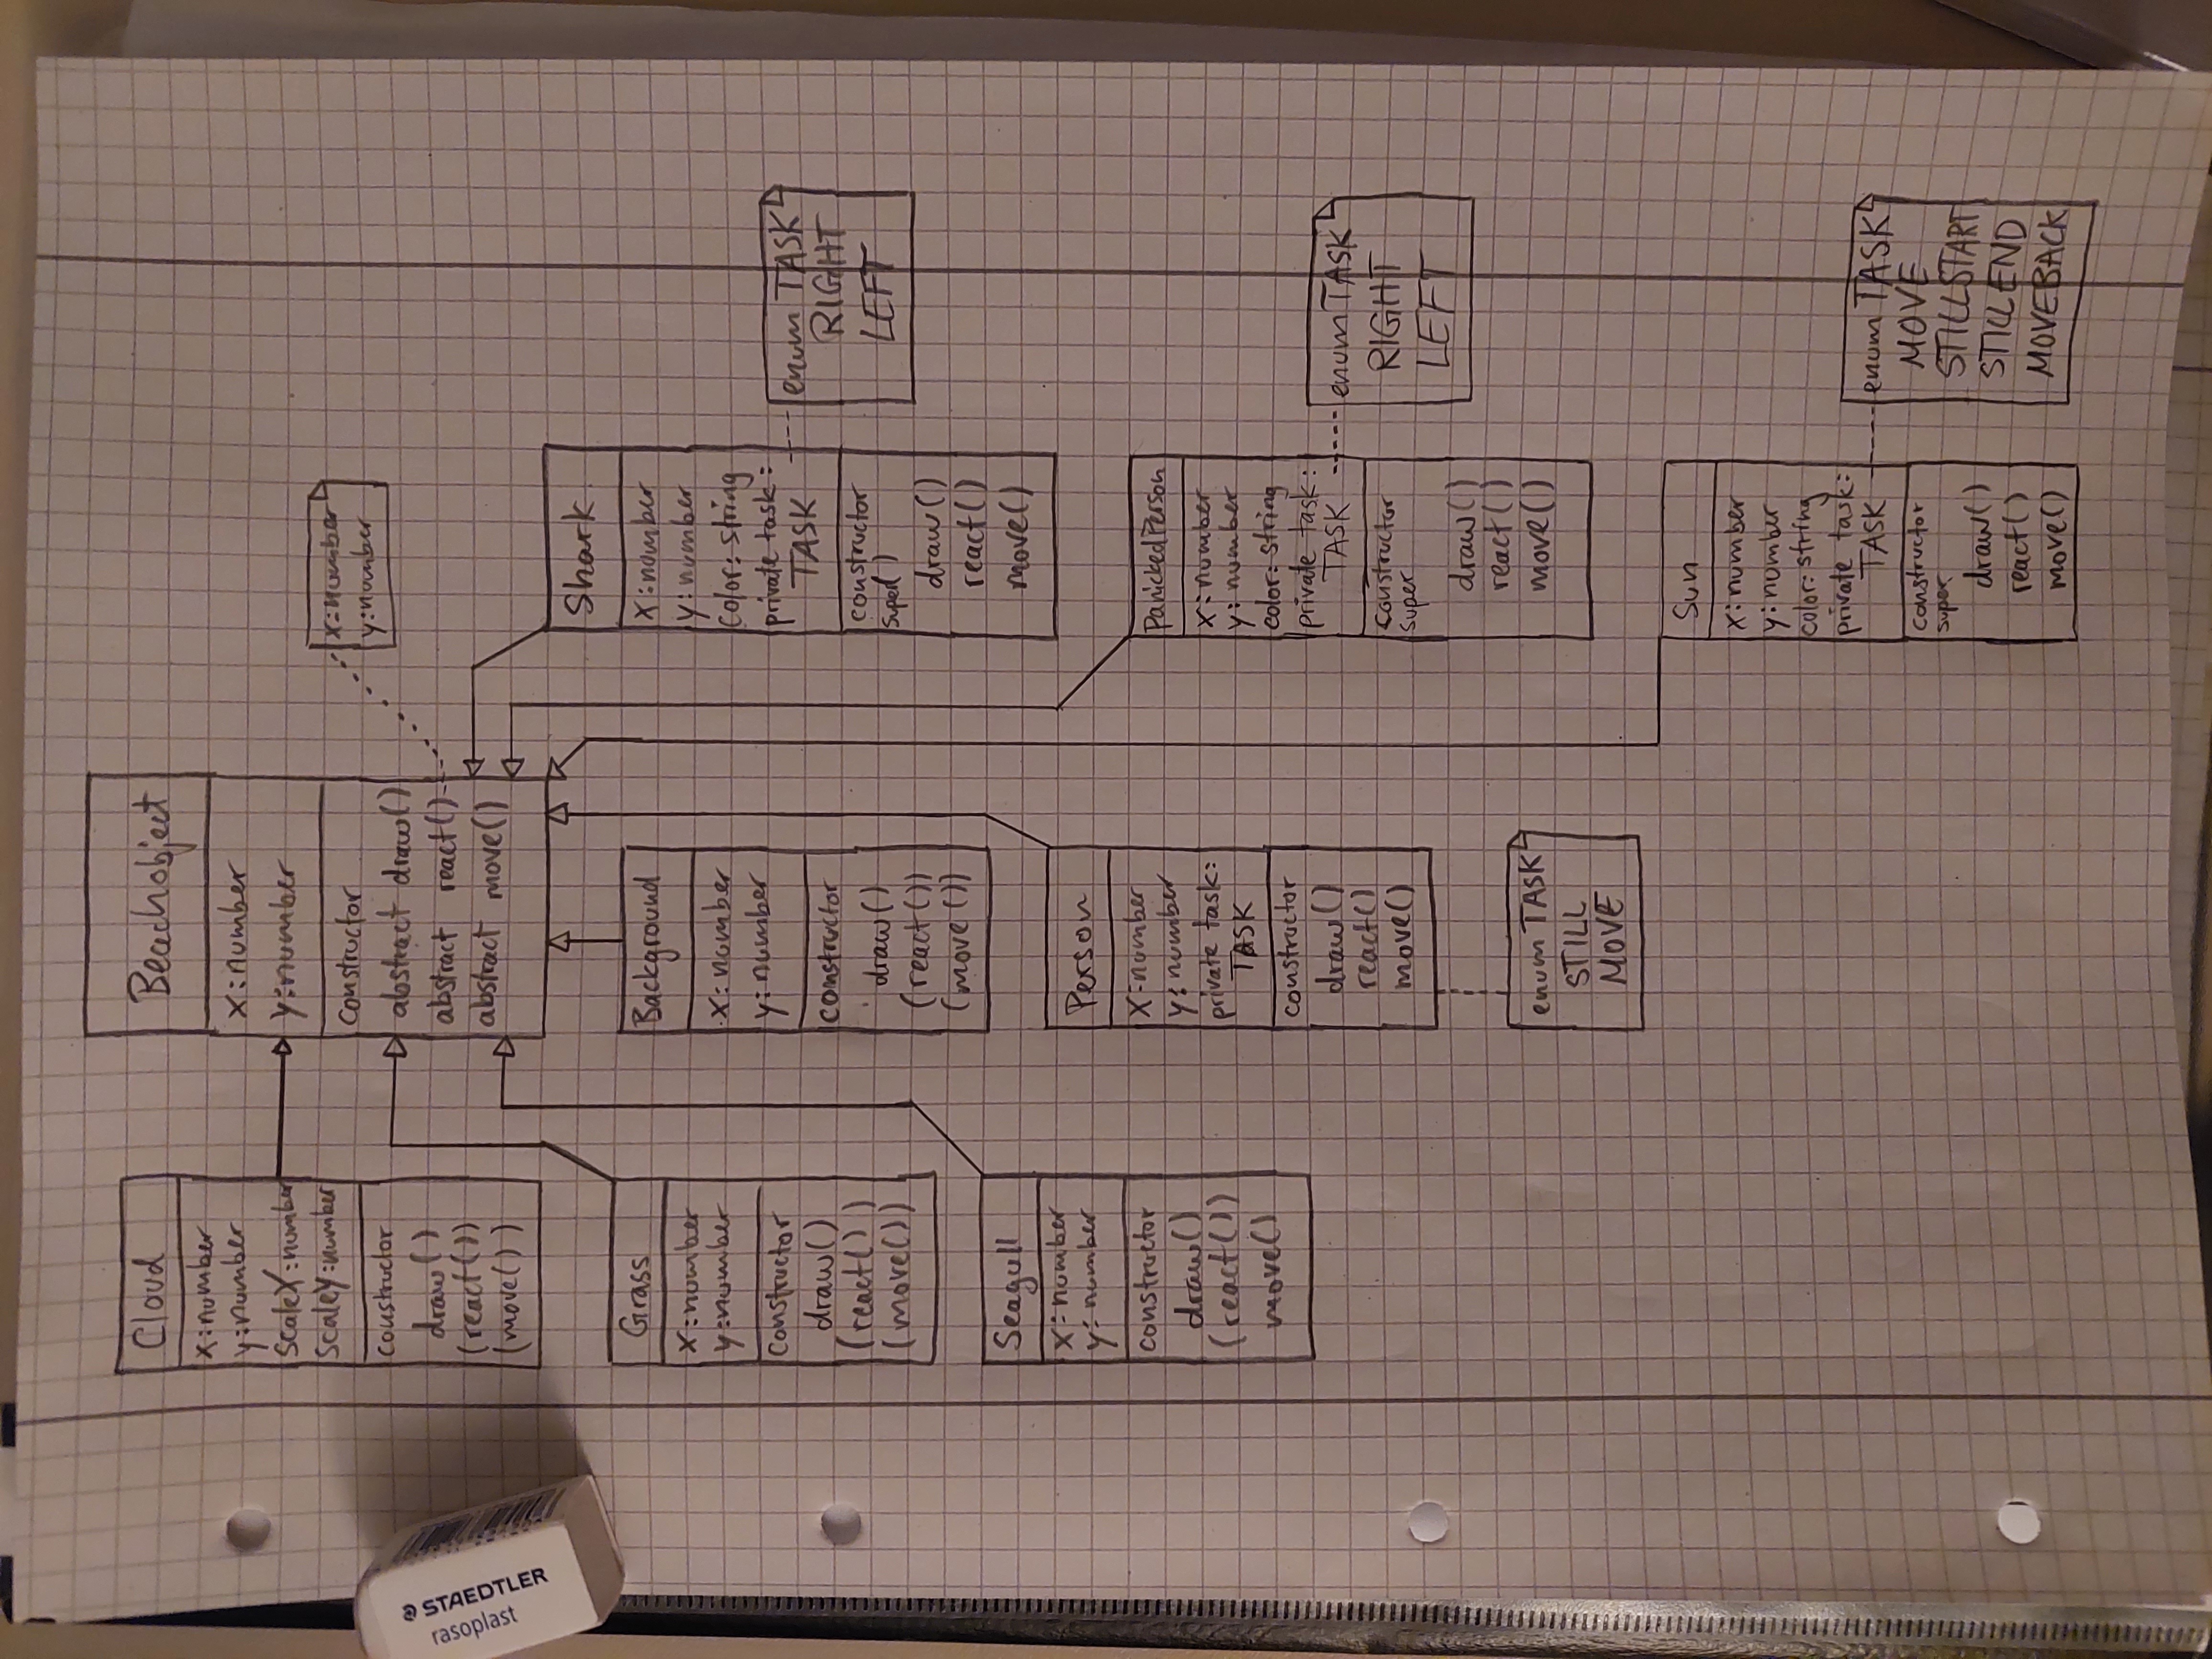 Cloud
x:number
y:number
ScaleX:number
ScaleY:number
constructor
draw()
(react())
(move())
Beachobject
x:number
y:number
constructor
abstract draw()
abstract react()
abstract move()
x:number
y:number
STAEDTLER
rasoplast
Grass
x:number
y:number
constructor
draw()
(react())
(move())
Background
x:number
y:number
constructor
draw()
(react())
(move())
Shark
x:number
y:number
Color: string
private task:
TASK
constructor
super()
draw()
react()
move()
enum TASK
RIGHT
LEFT
Seagull
x:number
y:number
constructor
draw()
(react())
move()
Person
x:number
y:number
private task:
TASK
constructor
draw()
react()
move()
enum TASK
STILL
MOVE
PanickedPerson
x:number
y:number
color:string
private task:
TASK
constructor
super
draw()
react()
move()
enum TASK
RIGHT
LEFT
Sun
x:number
y:number
color:string
private task:
TASK
constructor
super
draw()
react()
move()
enum TASK
MOVE
STILLSTART
STILLEND
MOVEBACK